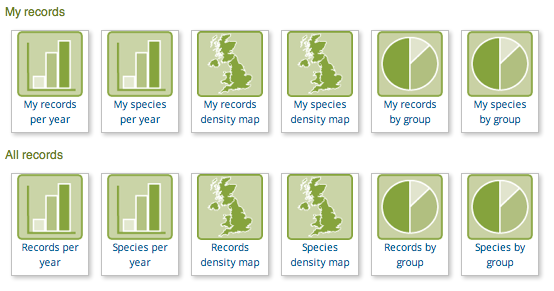 My records
My records per year
My species per year
My records density map
My species density map
My records by group
My species by group
All records
Records per year
Species per year
Records density map
Species density map
Records by group
Species by group